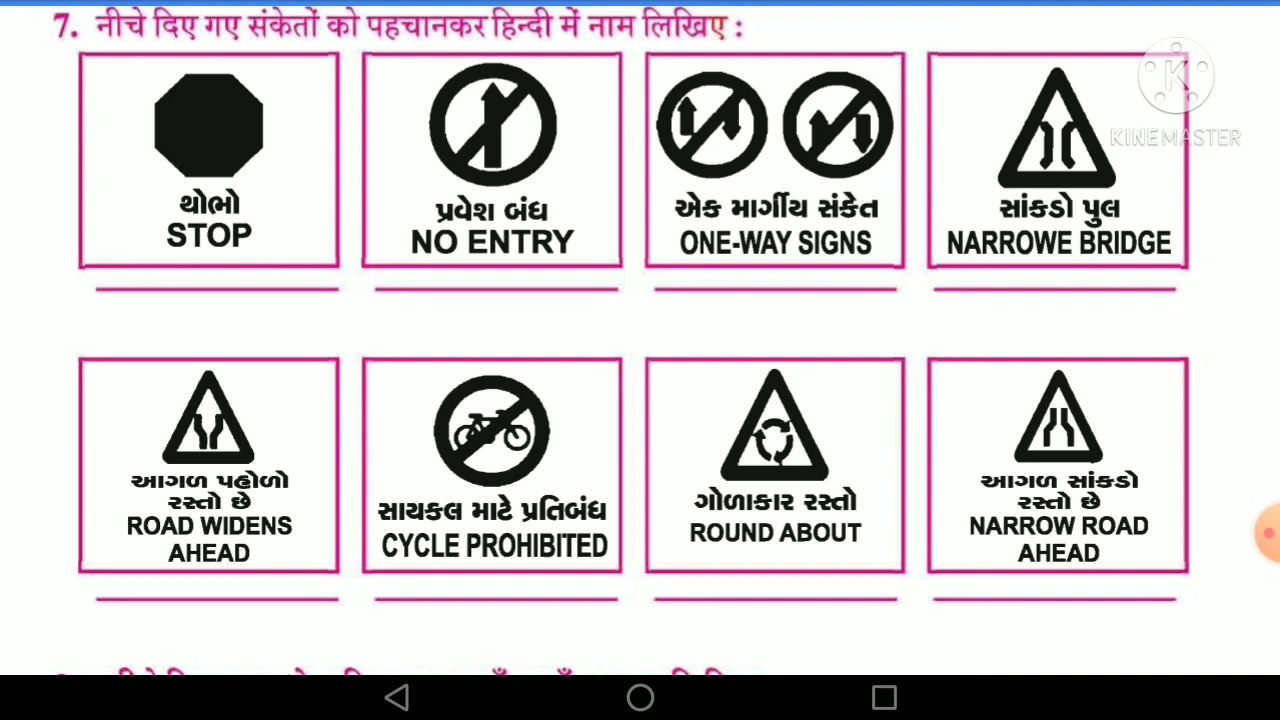 7. नीचे दिए गए संकेतों को पहचानकर हिन्दी में नाम लिखिए :
KINEMASTER
થોભો
STOP
પ્રવેશ બંધ
NO ENTRY
એક માર્ગીય સંકેત
ONE-WAY SIGNS
સાંકડો પુલ
NARROWE BRIDGE
આગળ પહોળો
રસ્તો છે
ROAD WIDENS
AHEAD
સાયકલ માટે પ્રતિબંધ
CYCLE PROHIBITED
ગોળાકાર રસ્તો
ROUND ABOUT
આગળ સાંકડો
રસ્તો છે
NARROW ROAD
AHEAD